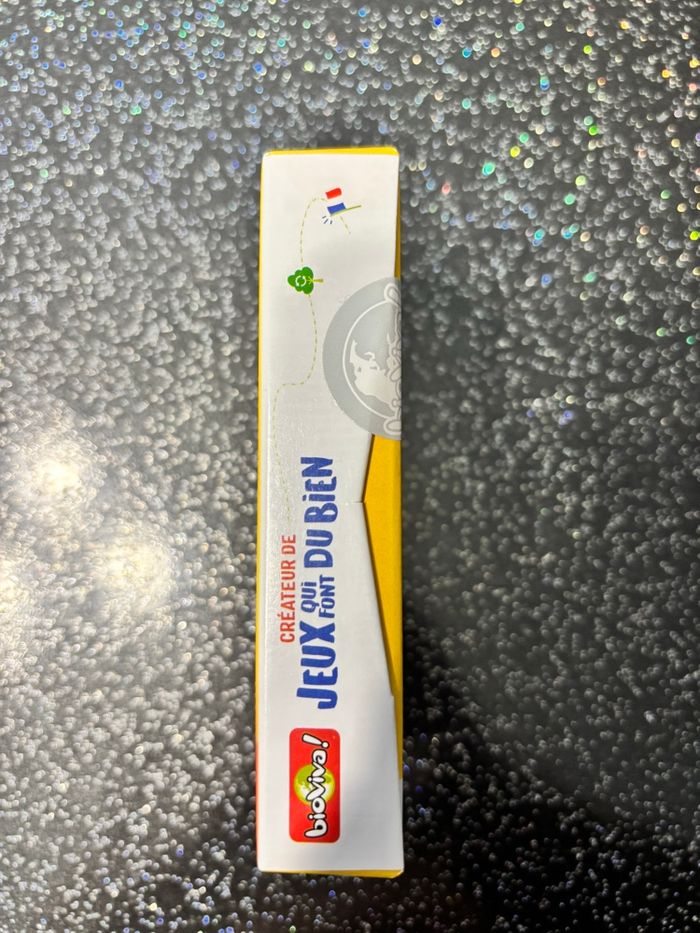 bioviva!
CRÉATEUR DE
JEUX QUI FONT DU BiEN